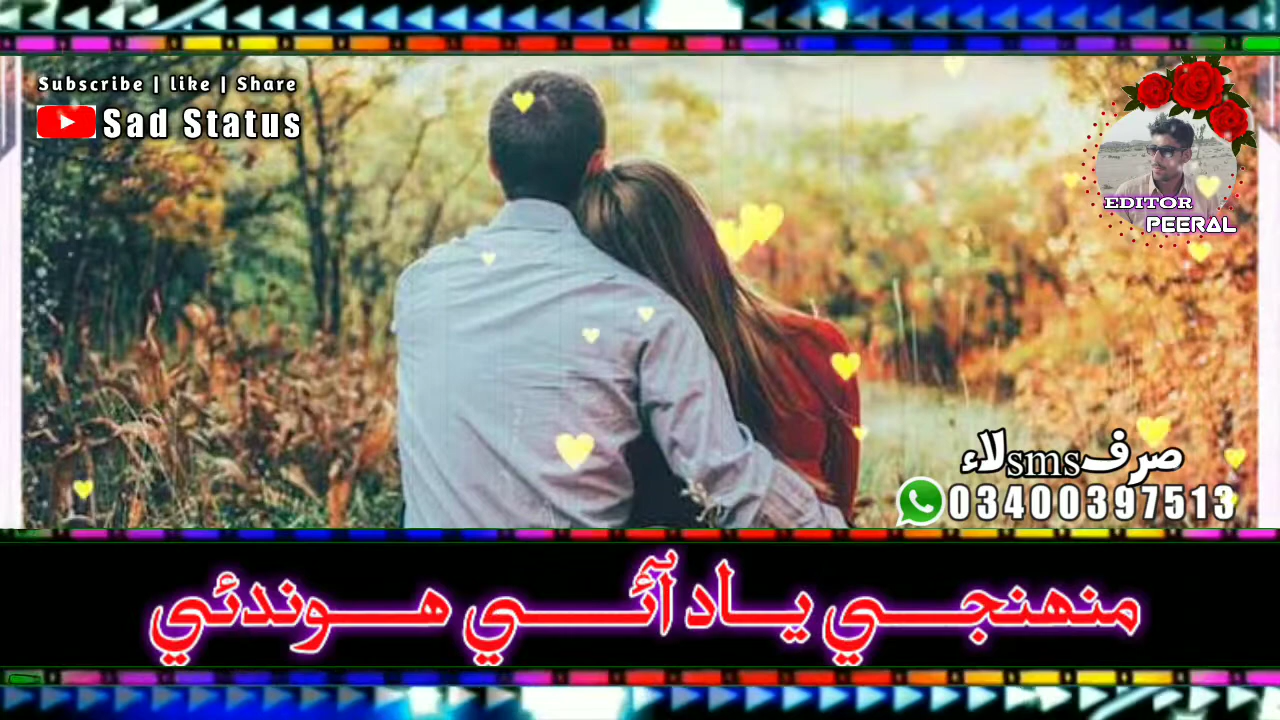 Subscribe | like | Share
Sad Status
EDITOR
PEERAL
صرفsmsلاءِ
03400397513
منهنجي ياد آئي هوندئي